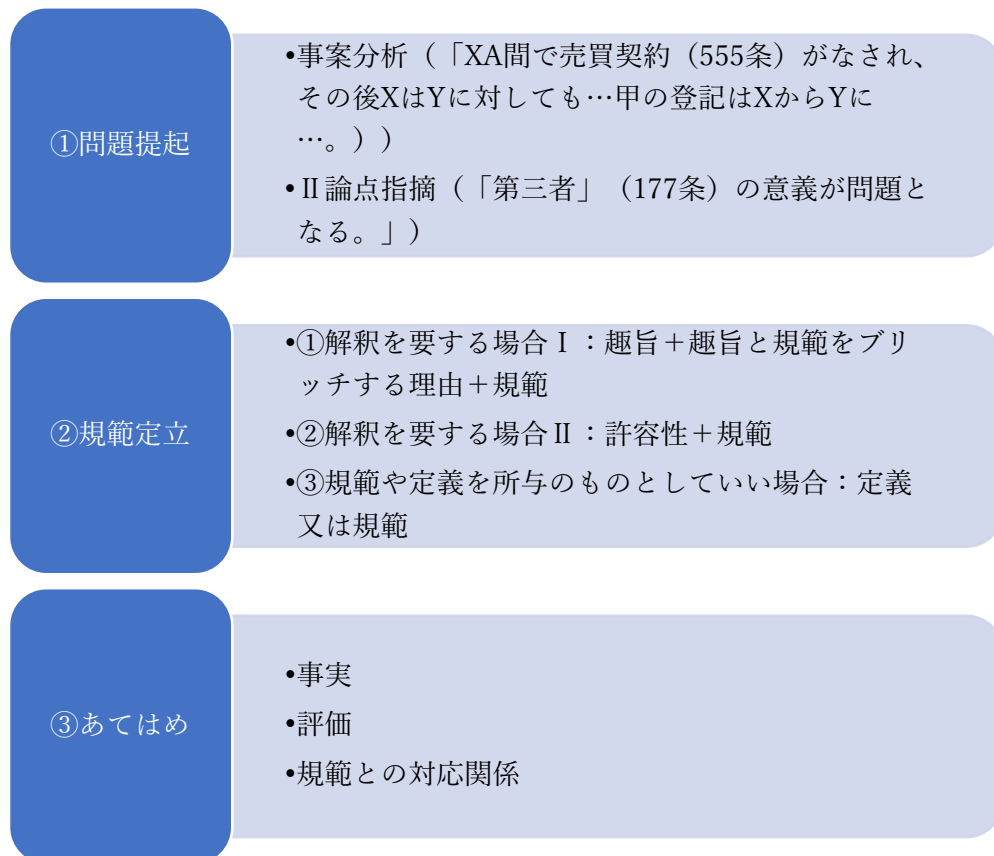 ①問題提起
•事案分析(「XA間で売買契約(555条)がなされ、
その後XはYに対しても…甲の登記はXからYに
…。))
•Ⅱ論点指摘(「第三者」(177条)の意義が問題と
なる。」)
②規範定立
•①解釈を要する場合Ⅰ:趣旨+趣旨と規範をブリ
ッチする理由+規範
•②解釈を要する場合Ⅱ:許容性+規範
•③規範や定義を所与のものとしていい場合:定義
又は規範
③あてはめ
•事実
•評価
•規範との対応関係